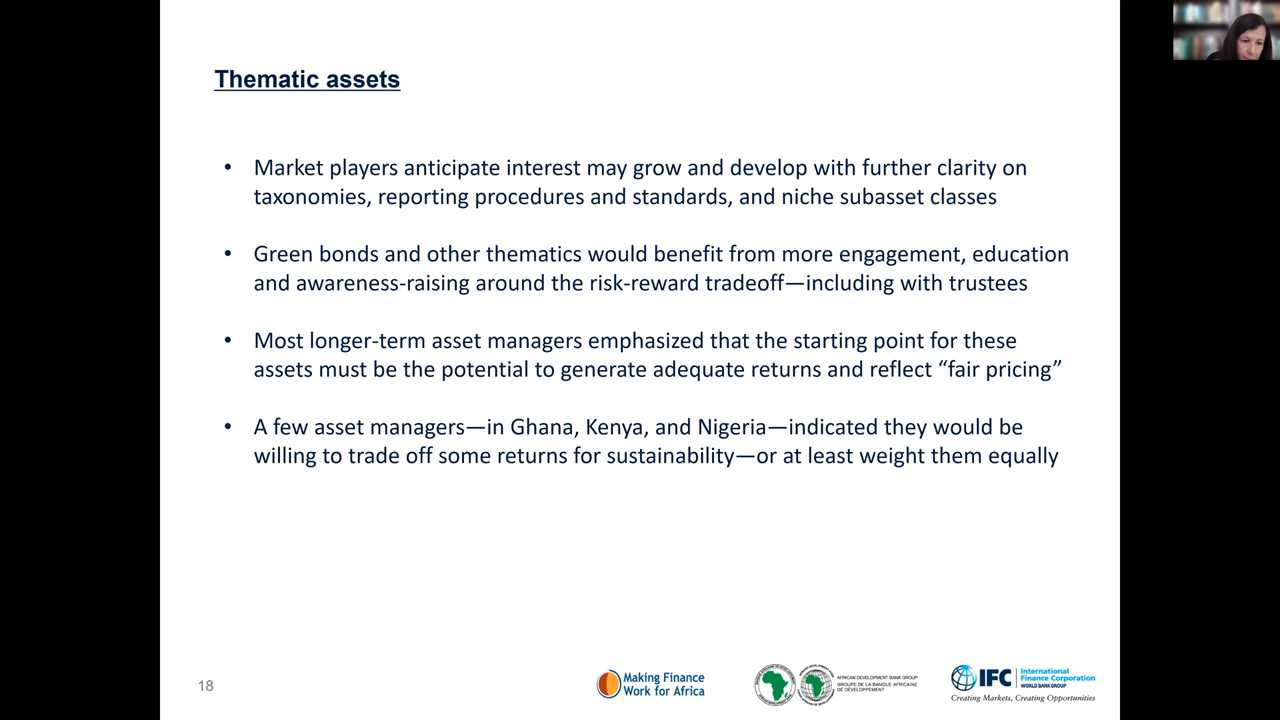 Thematic assets
• Market players anticipate interest may grow and develop with further clarity on
taxonomies, reporting procedures and standards, and niche subasset classes
• Green bonds and other thematics would benefit from more engagement, education
and awareness-raising around the risk-reward tradeoff—including with trustees
• Most longer-term asset managers emphasized that the starting point for these
assets must be the potential to generate adequate returns and reflect “fair pricing”
• A few asset managers—in Ghana, Kenya, and Nigeria—indicated they would be
willing to trade off some returns for sustainability—or at least weight them equally
18
Making Finance
Work for Africa
AFRICAN DEVELOPMENT BANK GROUP
GROUPE DE LA BANQUE AFRICAINE
DE DÉVELOPPEMENT
IFC
International
Finance Corporation
WORLD BANK GROUP
Creating Markets, Creating Opportunities